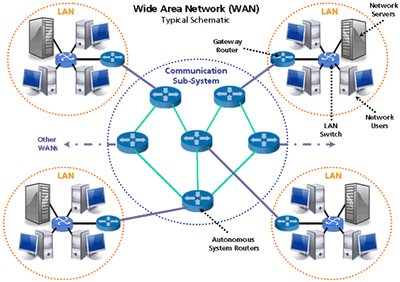 Wide Area Network (WAN)
Typical Schematic
LAN
LAN
Network
Servers
Gateway
Router
Communication
Sub-System
LAN
Switch
Network
Users
Other
WANs
LAN
LAN
Autonomous
System Routers